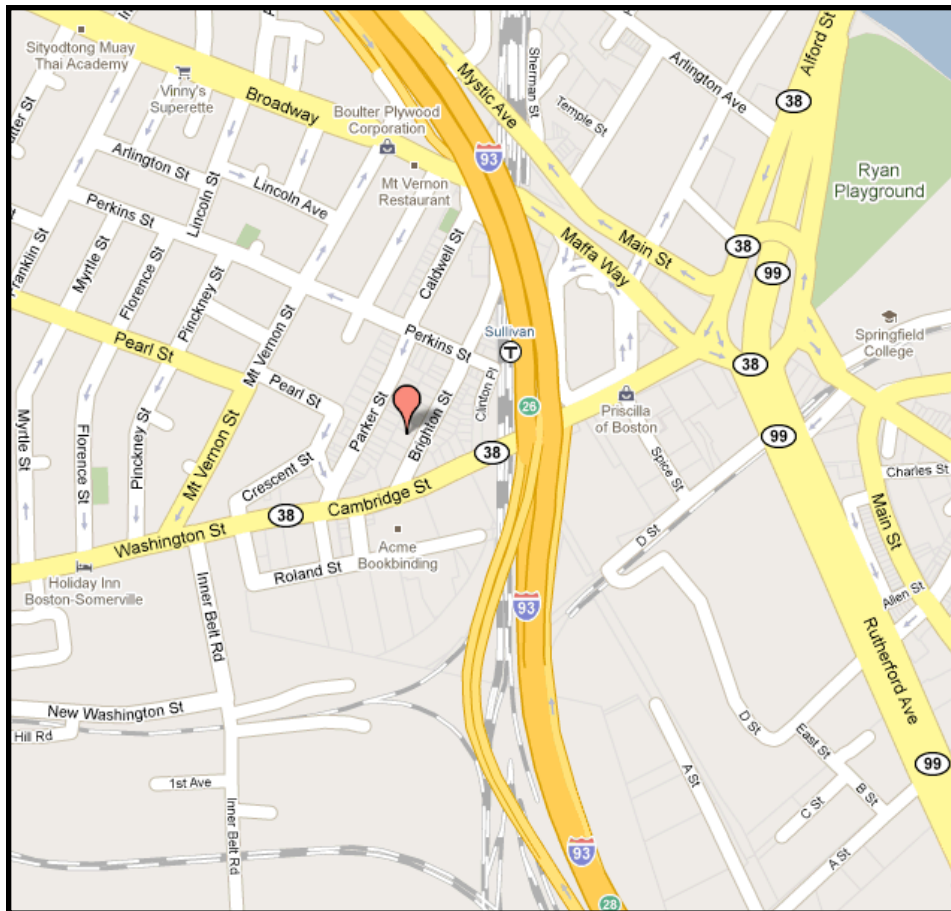 Sityodtong Muay
Thai Academy
Vinny's
Superette
Broadway
Boulter Plywood
Corporation
Mt Vernon
Restaurant
Mystic Ave
Sherman St
Temple St
Arlington Ave
Alford St
38
93
Ryan
Playground
Arlington St
Lincoln St
Lincoln Ave
Perkins St
Franklin St
Myrtle St
Florence St
Pinckney St
Mt Vernon St
Caldwell St
Maffa Way
Main St
38
99
Pearl St
Pearl St
Perkins St
Sullivan
T
Clinton Pl
26
Springfield
College
38
Priscilla
of Boston
Parker St
Brighton St
Myrtle St
Florence St
Pinckney St
Mt Vernon St
Crescent St
38
99
Spice St
Charles St
Main St
Cambridge St
38
Washington St
D St
Acme
Bookbinding
Roland St
Holiday Inn
Boston-Somerville
Inner Belt Rd
93
Allen St
Rutherford Ave
New Washington St
Hill Rd
D St
East St
A St
B St
C St
99
1st Ave
Inner Belt Rd
A St
93
28